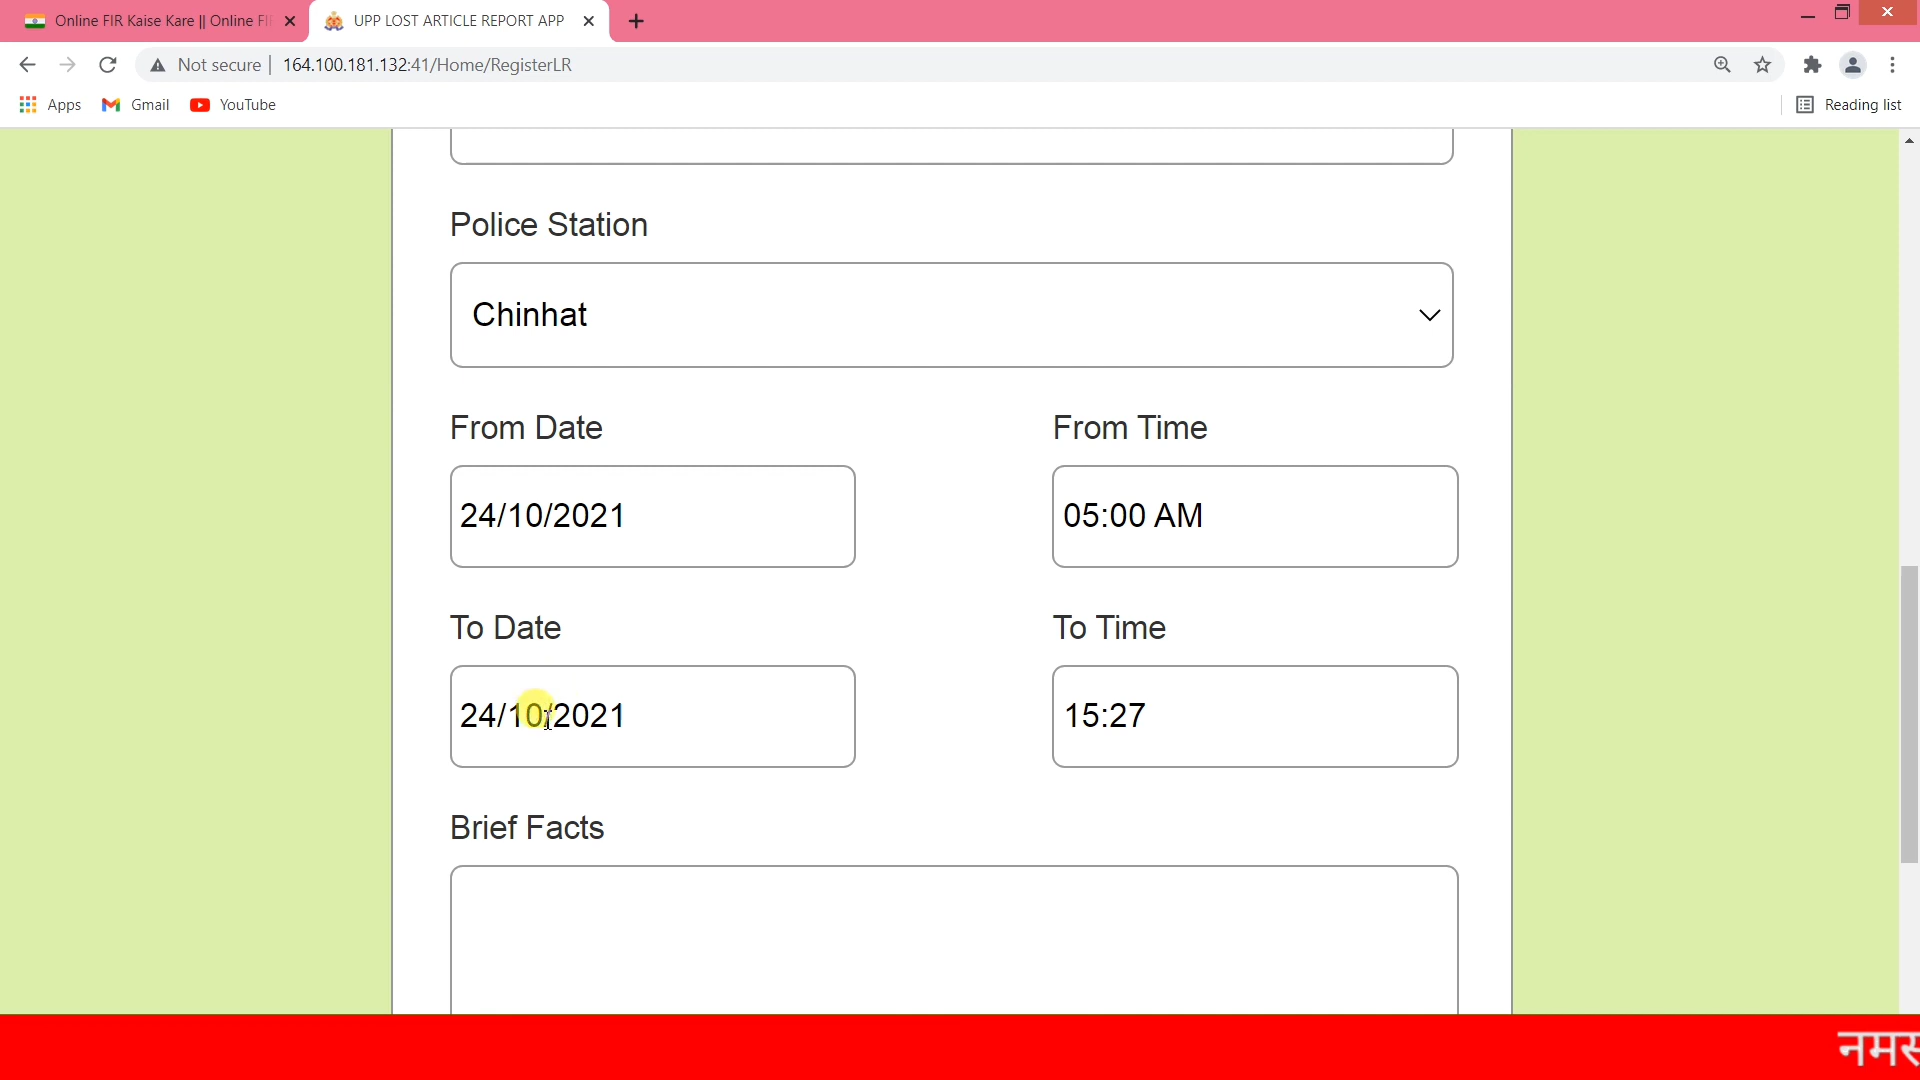 Online FIR Kaise Kare || Online FI
UPP LOST ARTICLE REPORT APP
Not secure | 164.100.181.132:41/Home/RegisterLR
Apps Gmail YouTube Reading list
Police Station
Chinhat
From Date From Time
24/10/2021 05:00 AM
To Date To Time
24/10/2021 15:27
Brief Facts
नमस